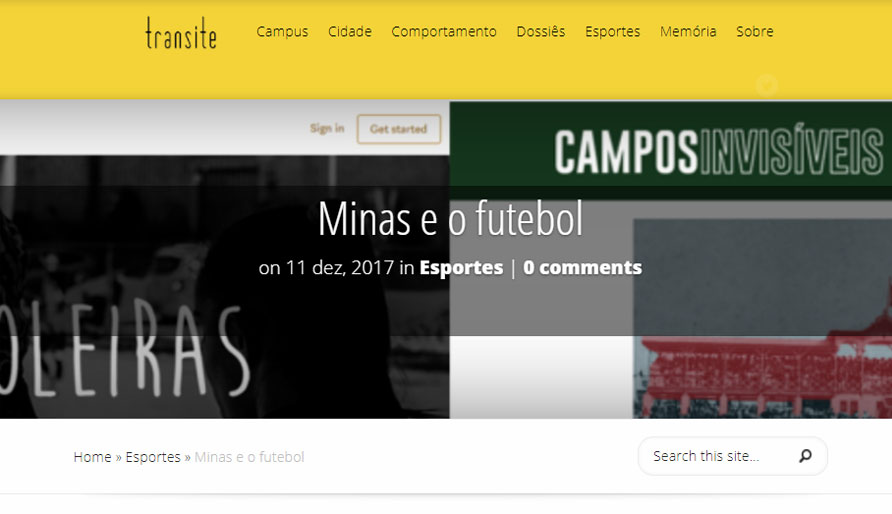 transite
Campus Cidade Comportamento Dossiês Esportes Memória Sobre
Sign in Get started
CAMPOSINVISÍVEIS
Minas e o futebol
on 11 dez, 2017 in Esportes | 0 comments
OLEIRAS
Home » Esportes » Minas e o futebol
Search this site...